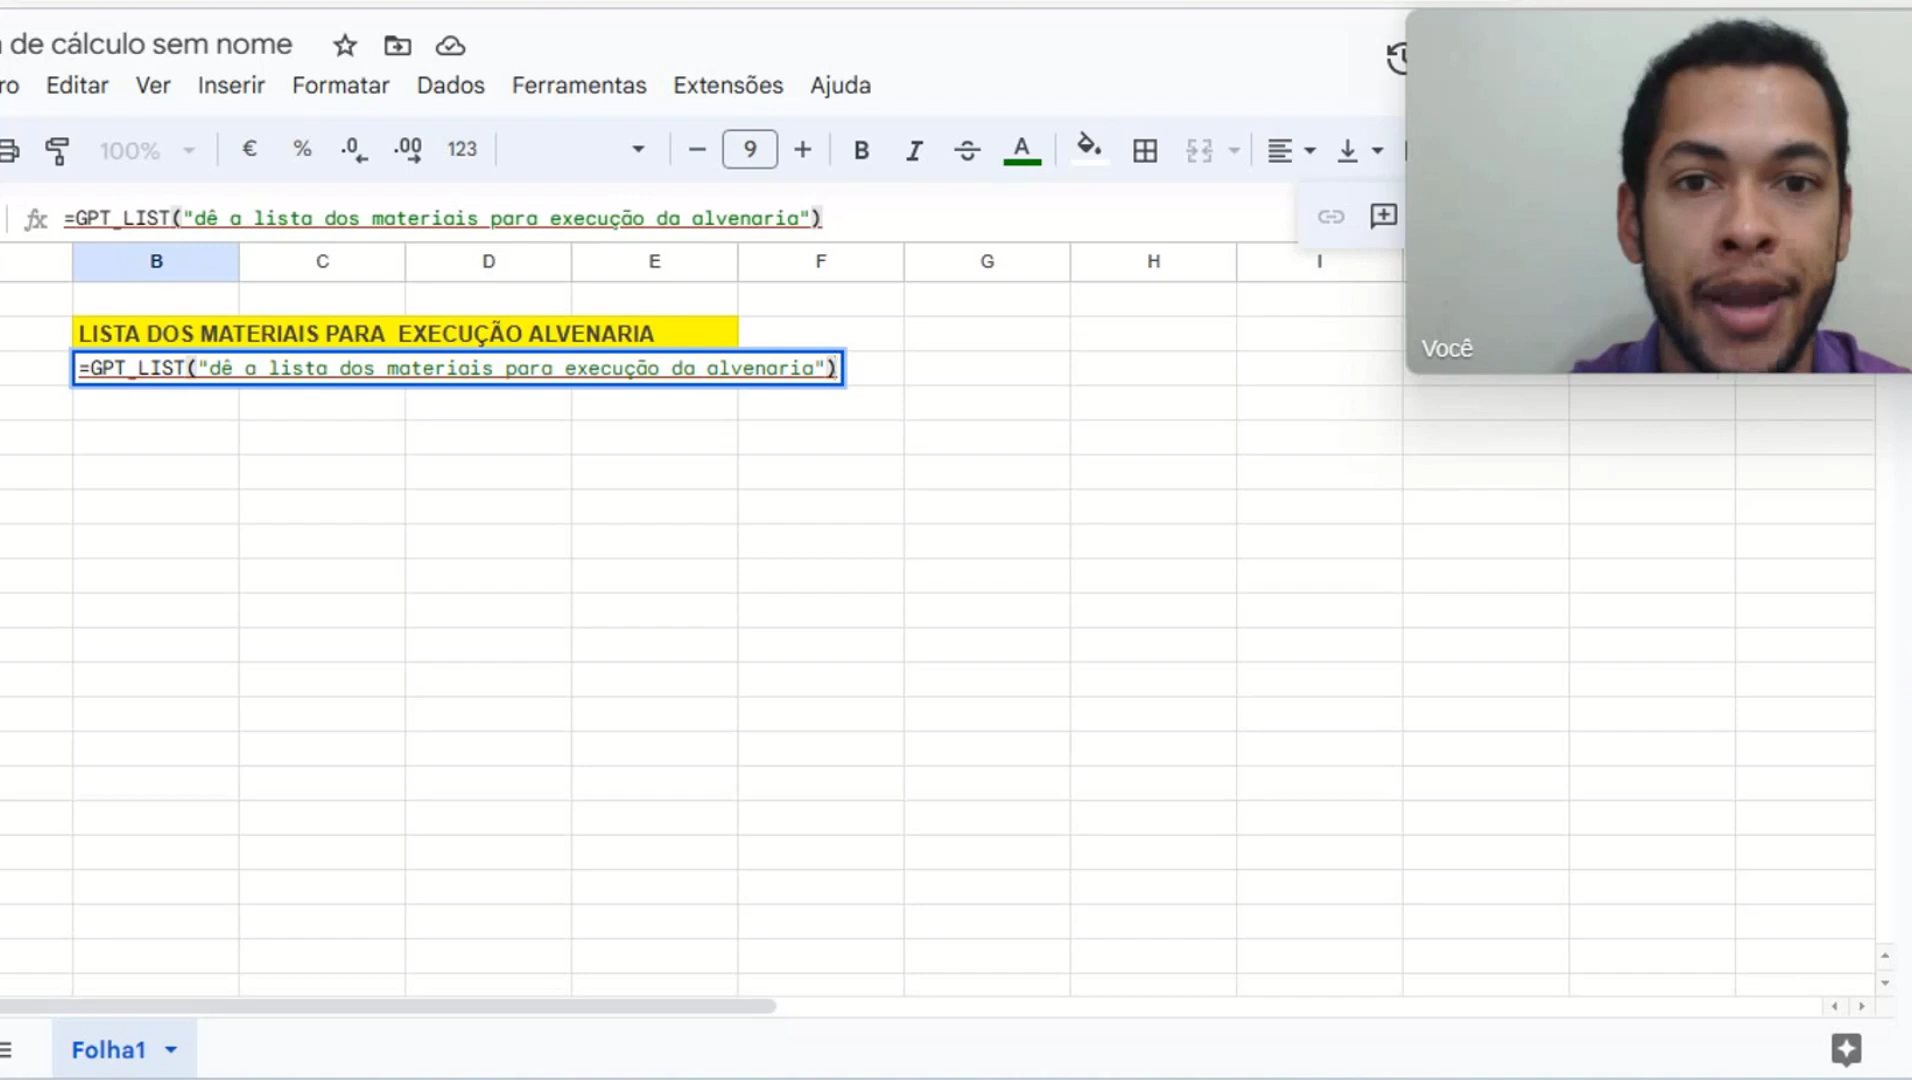 de cálculo sem nome
ro Editar Ver Inserir Formatar Dados Ferramentas Extensões Ajuda
100% € % .0 .00 123 9 B I A
fx =GPT_LIST("dê a lista dos materiais para execução da alvenaria")
B C D E F G H I
LISTA DOS MATERIAIS PARA  EXECUÇÃO ALVENARIA
=GPT_LIST("dê a lista dos materiais para execução da alvenaria")
Você
Folha1